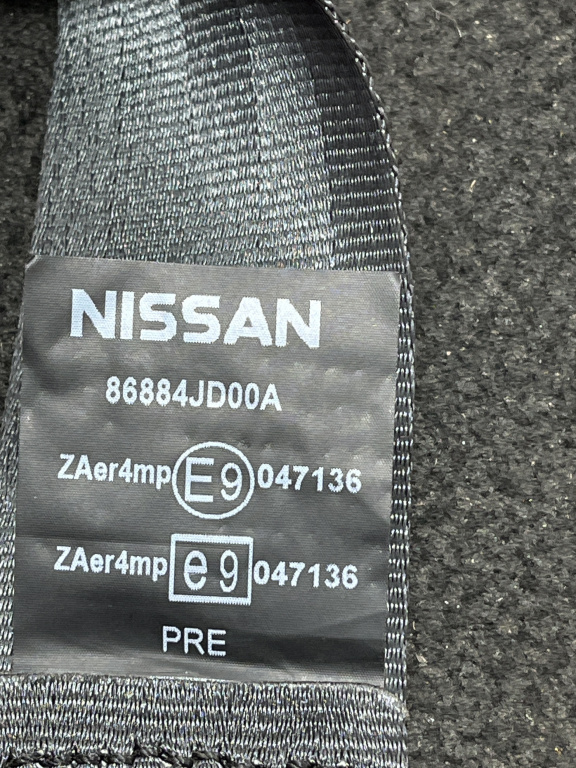 NISSAN
86884JD00A
ZAer4mp E9 047136
ZAer4mp e9 047136
PRE